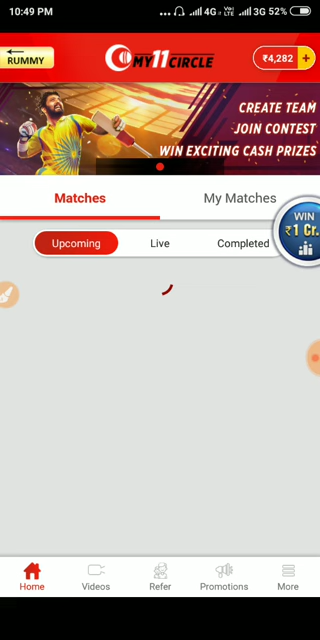 10:49 PM
4G
Vo
LTE
3G 52%
RUMMY
MY11CIRCLE
₹4,282 +
CREATE TEAM
JOIN CONTEST
WIN EXCITING CASH PRIZES
Matches
My Matches
WIN
₹1 Cr.
Upcoming
Live
Completed
Home
Videos
Refer
Promotions
More